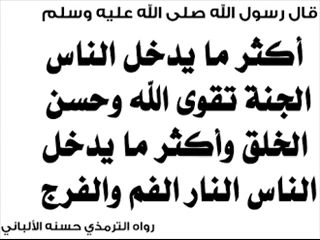 قال رسول الله صلى الله عليه وسلم
أكثر ما يدخل الناس
الجنة تقوى الله وحسن
الخلق وأكثر ما يدخل
الناس النار الفم والفرج
رواه الترمذي حسنه الألباني